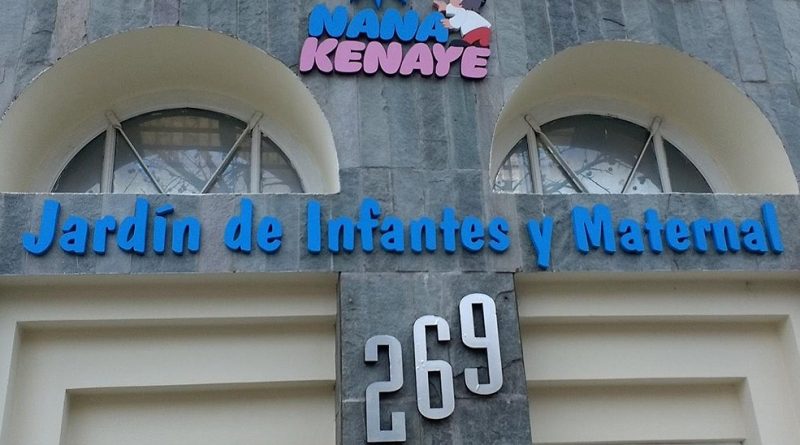 NANA
KENAYE
Jardín de Infantes y Maternal
269